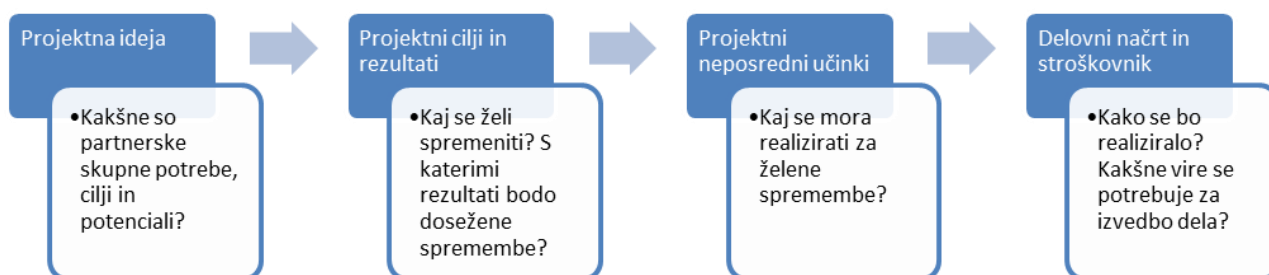 Projektna ideja
•Kakšne so
partnerske
skupne potrebe,
cilji in
potenciali?
Projektni cilji in
rezultati
•Kaj se želi
spremeniti? S
katerimi
rezultati bodo
dosežene
spremembe?
Projektni
neposredni učinki
•Kaj se mora
realizirati za
želene
spremembe?
Delovni načrt in
stroškovnik
•Kako se bo
realiziralo?
Kakšne vire se
potrebuje za
izvedbo dela?